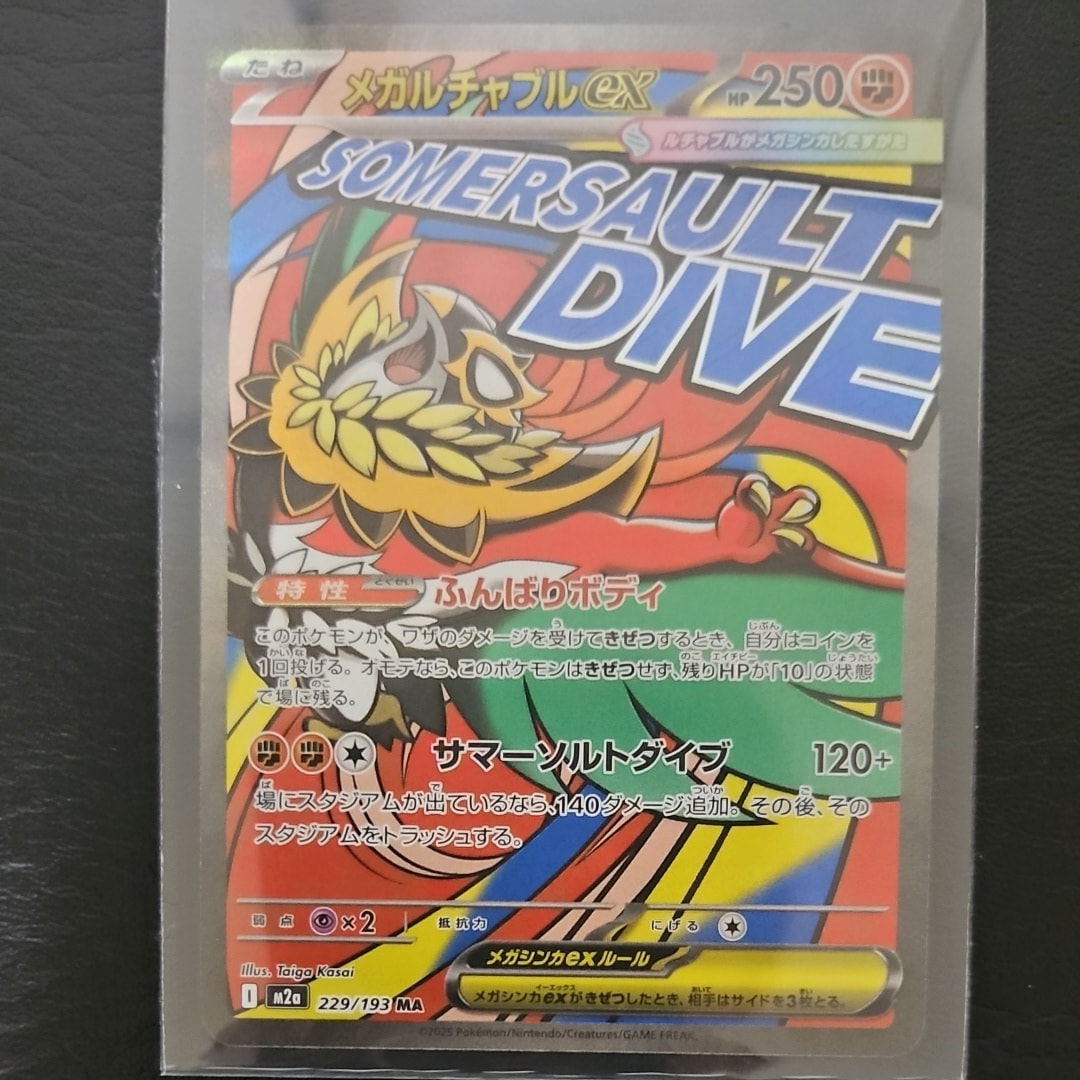 たね
メガルチャブルex
HP 250
ルチャブルがメガシンカしたすがた
SOMERSAULT
DIVE
特性 とくせい ふんばりボディ
このポケモンが、ワザのダメージを受けてきぜつするとき、自分はコインを
1回投げる。オモテなら、このポケモンはきぜつせず、残りHPが「10」の状態
で場に残る。
サマーソルトダイブ 120+
場にスタジアムが出ているなら、140ダメージ追加。その後、その
スタジアムをトラッシュする。
弱点 ×2 抵抗力 にげる
メガシンカexルール
メガシンカexがきぜつしたとき、相手はサイドを3枚とる。
Illus. Taiga Kasai
I M2a 229/193 MA
©2025 Pokémon/Nintendo/Creatures/GAME FREAK.